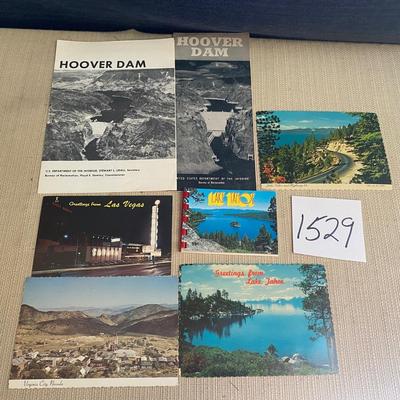 HOOVER DAM
U.S. DEPARTMENT OF THE INTERIOR, STEWART L. UDALL, Secretary
Bureau of Reclamation, Floyd E. Dominy, Commissioner
HOOVER
DAM
UNITED STATES DEPARTMENT OF THE INTERIOR
Bureau of Reclamation
Greetings from Las Vegas
LAKE TAHOE
1529
Virginia City, Nevada
Greetings from
Lake Tahoe